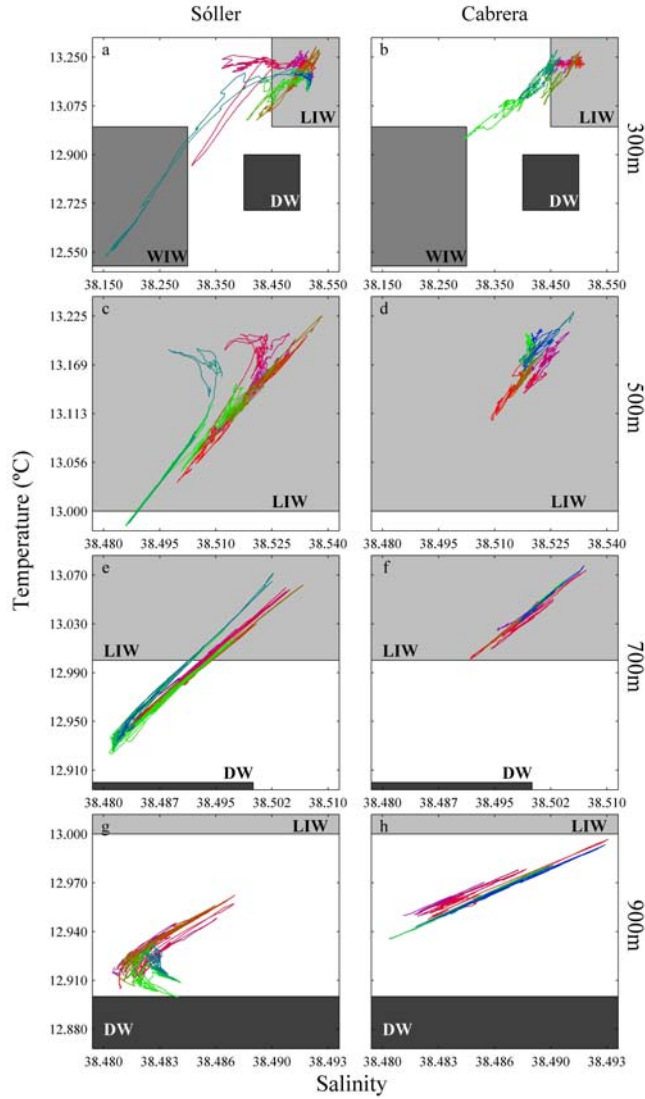 Sóller Cabrera
a b
13.250
13.075
12.900
12.725
12.550
LIW LIW
DW DW
WIW WIW
300m
38.150 38.250 38.350 38.450 38.550 38.150 38.250 38.350 38.450 38.550
c d
13.225
13.169
13.113
13.056
13.000
LIW LIW
500m
38.480 38.495 38.510 38.525 38.540 38.480 38.495 38.510 38.525 38.540
Temperature (ºC)
e f
13.070
13.030
12.990
12.950
12.910
LIW LIW
DW DW
700m
38.480 38.487 38.495 38.502 38.510 38.480 38.487 38.495 38.502 38.510
g h
LIW LIW
13.000
12.970
12.940
12.910
12.880
DW DW
900m
38.480 38.483 38.486 38.490 38.493 38.480 38.483 38.486 38.490 38.493
Salinity